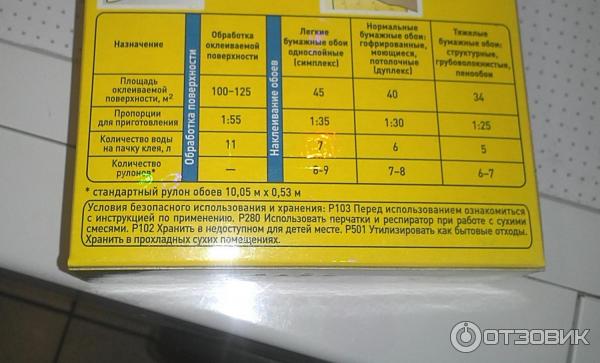 Назначение
Обработка
оклеиваемой
поверхности
Легкие
бумажные обои
однослойные
(симплекс)
Нормальные
бумажные обои:
гофрированные,
моющиеся,
потолочные
(дуплекс)
Тяжелые
бумажные обои:
структурные,
грубоволокнистые,
пенообои
Обработка поверхности
Наклеивание обоев
Площадь
оклеиваемой
поверхности, м²
100-125
45
40
34
Пропорции
для приготовления
1:55
1:35
1:30
1:25
Количество воды
на пачку клея, л
11
7
6
5
Количество
рулонов*
—
6-9
7-8
6-7
* стандартный рулон обоев 10,05 м х 0,53 м
Условия безопасного использования и хранения: P103 Перед использованием ознакомиться
с инструкцией по применению. P280 Использовать перчатки и респиратор при работе с сухими
смесями. P102 Хранить в недоступном для детей месте. P501 Утилизировать как бытовые отходы.
Хранить в прохладных сухих помещениях.
ОТЗОВИК